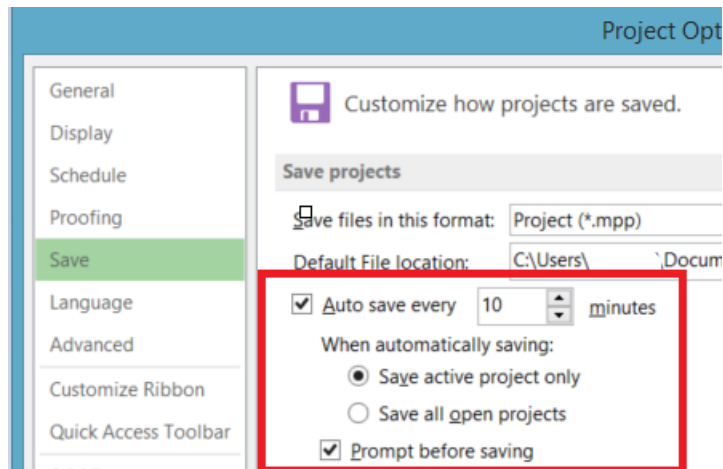 Project Opt
General
Display
Schedule
Proofing
Save
Language
Advanced
Customize Ribbon
Quick Access Toolbar
Customize how projects are saved.
Save projects
Save files in this format: Project (*.mpp)
Default File location: C:\Users\ \Docum
Auto save every 10 minutes
When automatically saving:
Save active project only
Save all open projects
Prompt before saving